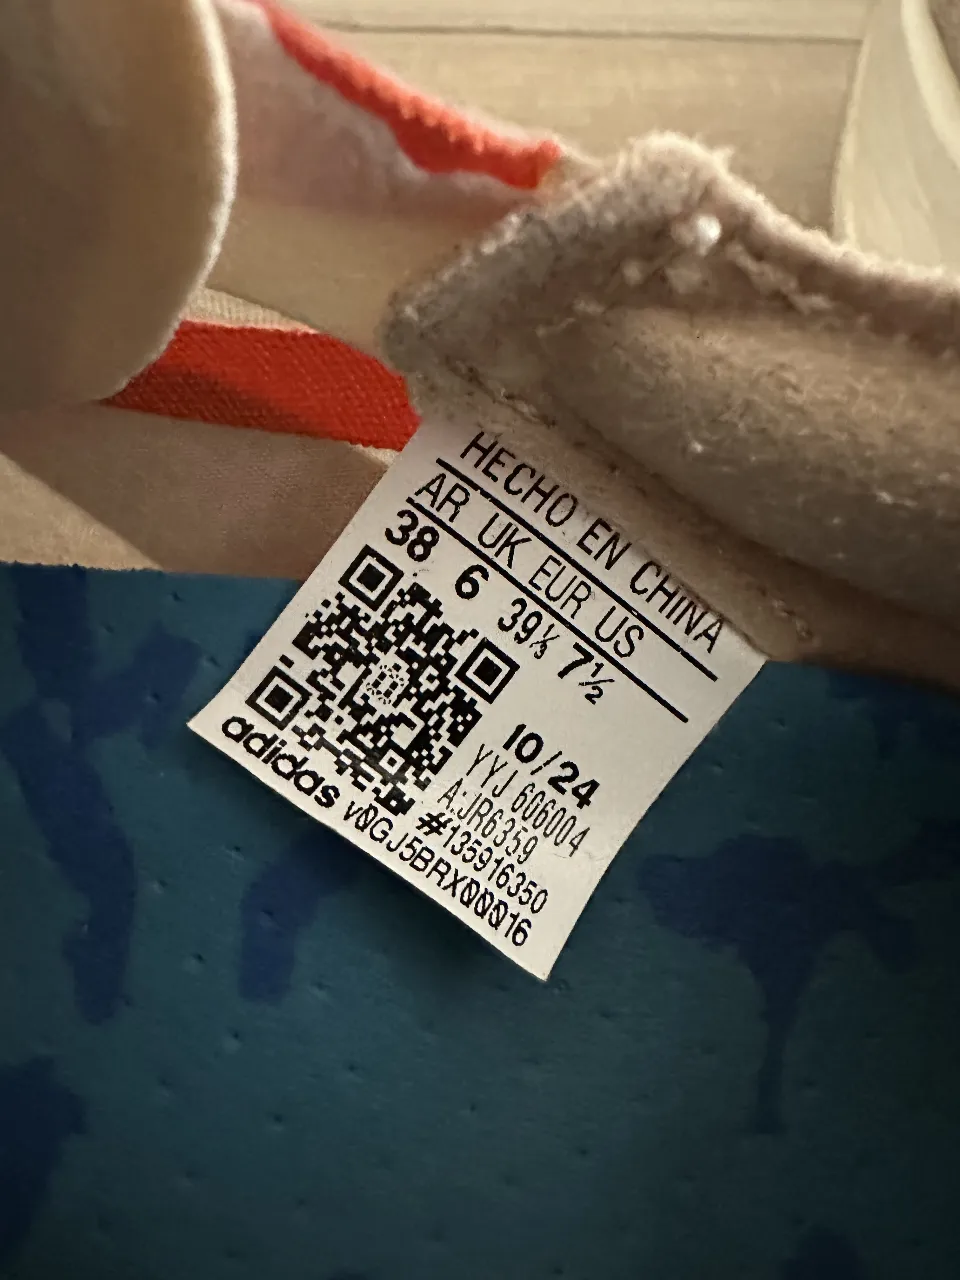 HECHO EN CHINA
AR UK EUR US
38 6 39⅓ 7½
10/24
YYJ 606004
A:JR6359
#135916350
adidas vQGJ5BRXQQQ16